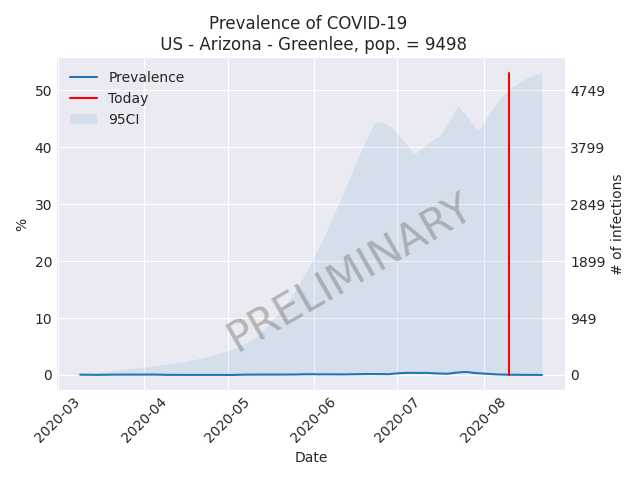 Prevalence of COVID-19
US - Arizona - Greenlee, pop. = 9498
Prevalence
Today
95CI
50
40
30
20
10
0
4749
3799
2849
1899
949
0
%
# of infections
PRELIMINARY
2020-03
2020-04
2020-05
2020-06
2020-07
2020-08
Date